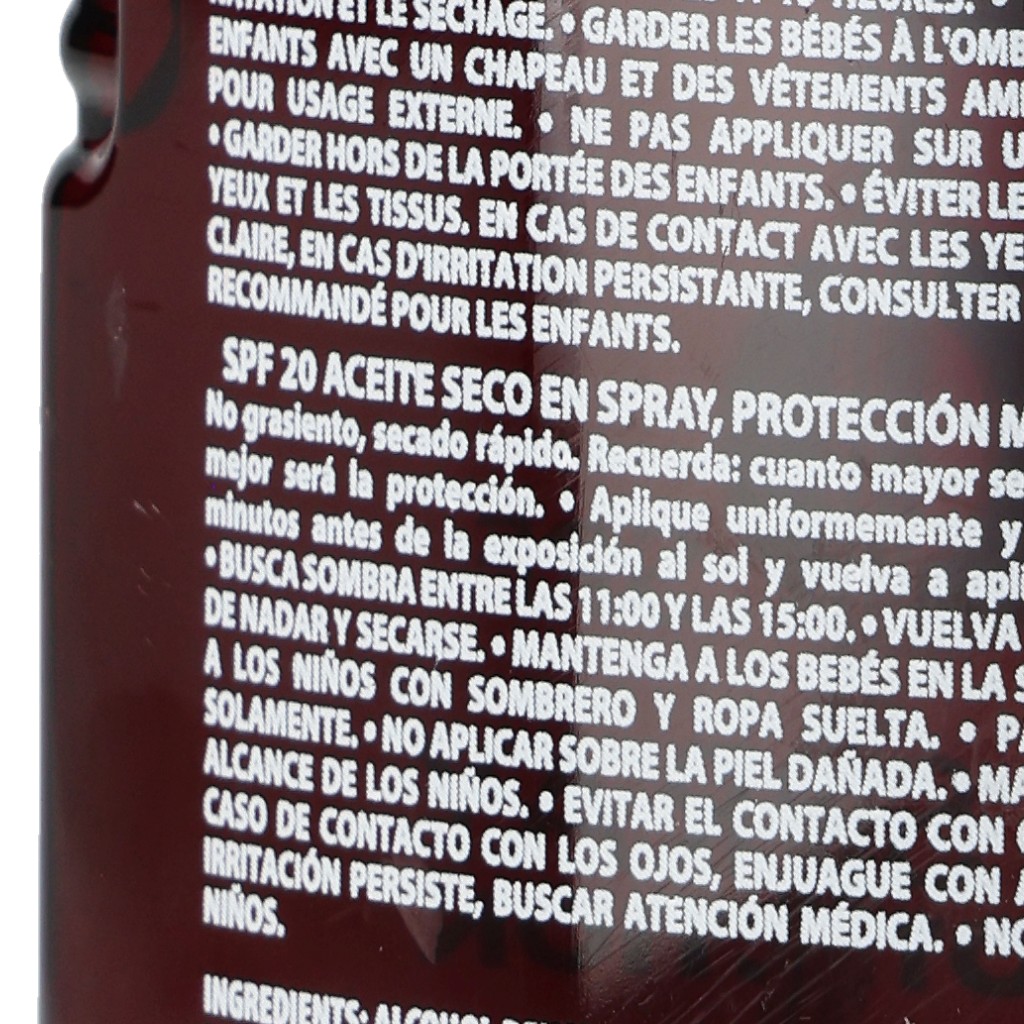 ET LE SÉCHAGE. • GARDER LES BÉBÉS À L'OMB
ENFANTS AVEC UN CHAPEAU ET DES VÊTEMENTS AM
POUR USAGE EXTERNE. • NE PAS APPLIQUER SUR U
• GARDER HORS DE LA PORTÉE DES ENFANTS. • ÉVITER LE
YEUX ET LES TISSUS. EN CAS DE CONTACT AVEC LES YE
CLAIRE, EN CAS D'IRRITATION PERSISTANTE, CONSULTER
RECOMMANDÉ POUR LES ENFANTS.
SPF 20 ACEITE SECO EN SPRAY, PROTECCIÓN M
No grasiento, secado rápido. Recuerda: cuanto mayor se
mejor será la protección. • Aplique uniformemente y
minutos antes de la exposición al sol y vuelva a apli
• BUSCA SOMBRA ENTRE LAS 11:00 Y LAS 15:00. • VUELVA
DE NADAR Y SECARSE. • MANTENGA A LOS BEBÉS EN LA S
A LOS NIÑOS CON SOMBRERO Y ROPA SUELTA. • PA
SOLAMENTE. • NO APLICAR SOBRE LA PIEL DAÑADA. • MA
ALCANCE DE LOS NIÑOS. • EVITAR EL CONTACTO CON
CASO DE CONTACTO CON LOS OJOS, ENJUAGUE CON A
IRRITACIÓN PERSISTE, BUSCAR ATENCIÓN MÉDICA. • NO
NIÑOS.
INGREDIENTS: ALCOHOL